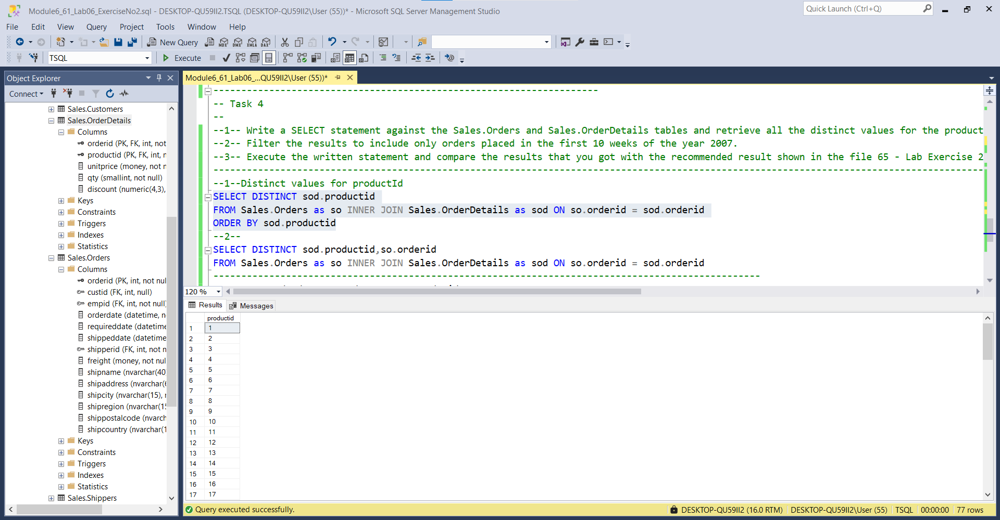 Module6_61_Lab06_ExerciseNo2.sql - DESKTOP-QU59II2.TSQL (DESKTOP-QU59II2\User (55))* - Microsoft SQL Server Management Studio
Quick Launch (Ctrl+Q)
File Edit View Query Project Tools Window Help
New Query MDX DMX XMLA DAX
TSQL Execute
Object Explorer
Connect
Sales.Customers
Sales.OrderDetails
Columns
orderid (PK, FK, int, not
productid (PK, FK, int, n
unitprice (money, not n
qty (smallint, not null)
discount (numeric(4,3),
Keys
Constraints
Triggers
Indexes
Statistics
Sales.Orders
Columns
orderid (PK, int, not nul
custid (FK, int, null)
empid (FK, int, not null)
orderdate (datetime, n
requireddate (datetime
shippeddate (datetime
shipperid (FK, int, not n
freight (money, not nul
shipname (nvarchar(40)
shipaddress (nvarchar(6
shipcity (nvarchar(15), n
shipregion (nvarchar(15
shippostalcode (nvarch
shipcountry (nvarchar(1
Keys
Constraints
Triggers
Indexes
Statistics
Sales.Shippers
Module6_61_Lab06_...QU59II2\User (55))*
-- Task 4
--
--1-- Write a SELECT statement against the Sales.Orders and Sales.OrderDetails tables and retrieve all the distinct values for the product
--2-- Filter the results to include only orders placed in the first 10 weeks of the year 2007.
--3-- Execute the written statement and compare the results that you got with the recommended result shown in the file 65 - Lab Exercise 2
--1--Distinct values for productId
SELECT DISTINCT sod.productid
FROM Sales.Orders as so INNER JOIN Sales.OrderDetails as sod ON so.orderid = sod.orderid
ORDER BY sod.productid
--2--
SELECT DISTINCT sod.productid,so.orderid
FROM Sales.Orders as so INNER JOIN Sales.OrderDetails as sod ON so.orderid = sod.orderid
120 %
Results Messages
productid
1 1
2 2
3 3
4 4
5 5
6 6
7 7
8 8
9 9
10 10
11 11
12 12
13 13
14 14
15 15
16 16
17 17
Query executed successfully. DESKTOP-QU59II2 (16.0 RTM) DESKTOP-QU59II2\User (55) TSQL 00:00:00 77 rows